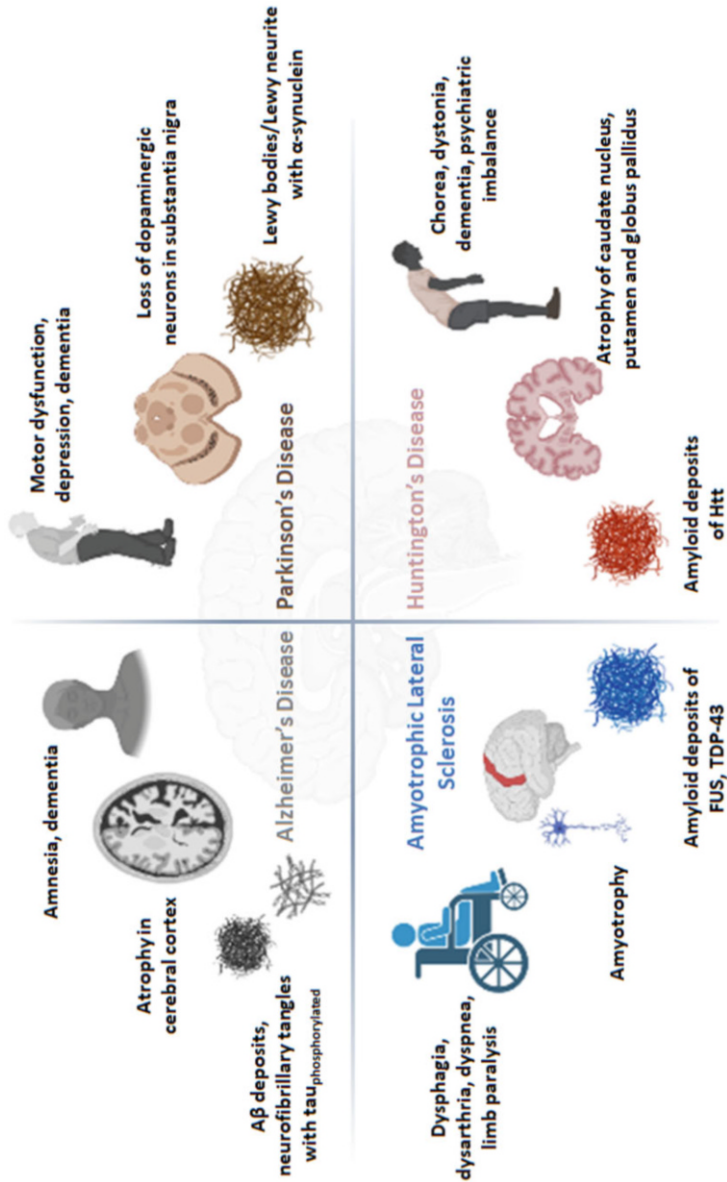 Amnesia, dementia
Atrophy in
cerebral cortex
Aβ deposits,
neurofibrillary tangles
with tau phosphorylated
Alzheimer's Disease
Motor dysfunction,
depression, dementia
Loss of dopaminergic
neurons in substantia nigra
Lewy bodies/Lewy neurite
with α-synuclein
Parkinson's Disease
Amyotrophic Lateral
Sclerosis
Dysphagia,
dysarthria, dyspnea,
limb paralysis
Amyotrophy
Amyloid deposits of
FUS, TDP-43
Huntington's Disease
Chorea, dystonia,
dementia, psychiatric
imbalance
Atrophy of caudate nucleus,
putamen and globus pallidus
Amyloid deposits
of Htt